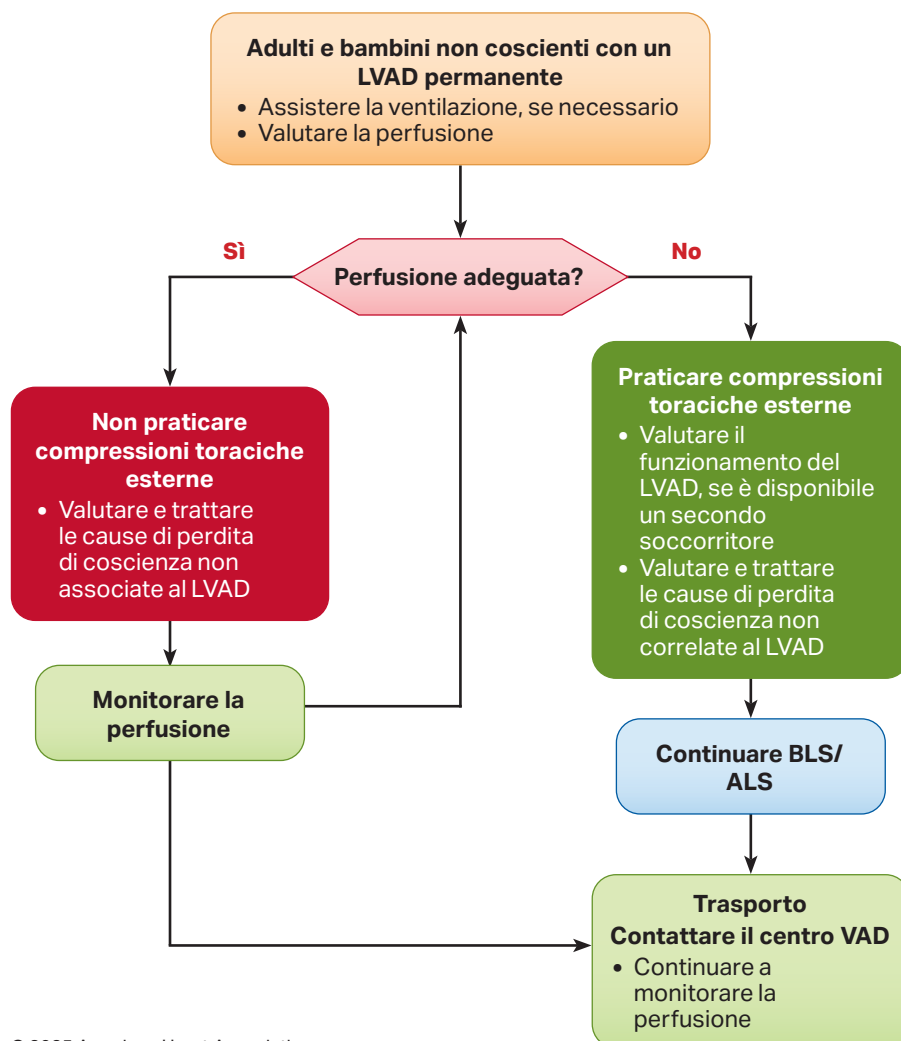 Adulti e bambini non coscienti con un
LVAD permanente
• Assistere la ventilazione, se necessario
• Valutare la perfusione
Sì
No
Perfusione adeguata?
Non praticare
compressioni toraciche
esterne
• Valutare e trattare
le cause di perdita
di coscienza non
associate al LVAD
Praticare compressioni
toraciche esterne
• Valutare il
funzionamento del
LVAD, se è disponibile
un secondo
soccorritore
• Valutare e trattare
le cause di perdita
di coscienza non
correlate al LVAD
Monitorare la
perfusione
Continuare BLS/
ALS
Trasporto
Contattare il centro VAD
• Continuare a
monitorare la
perfusione